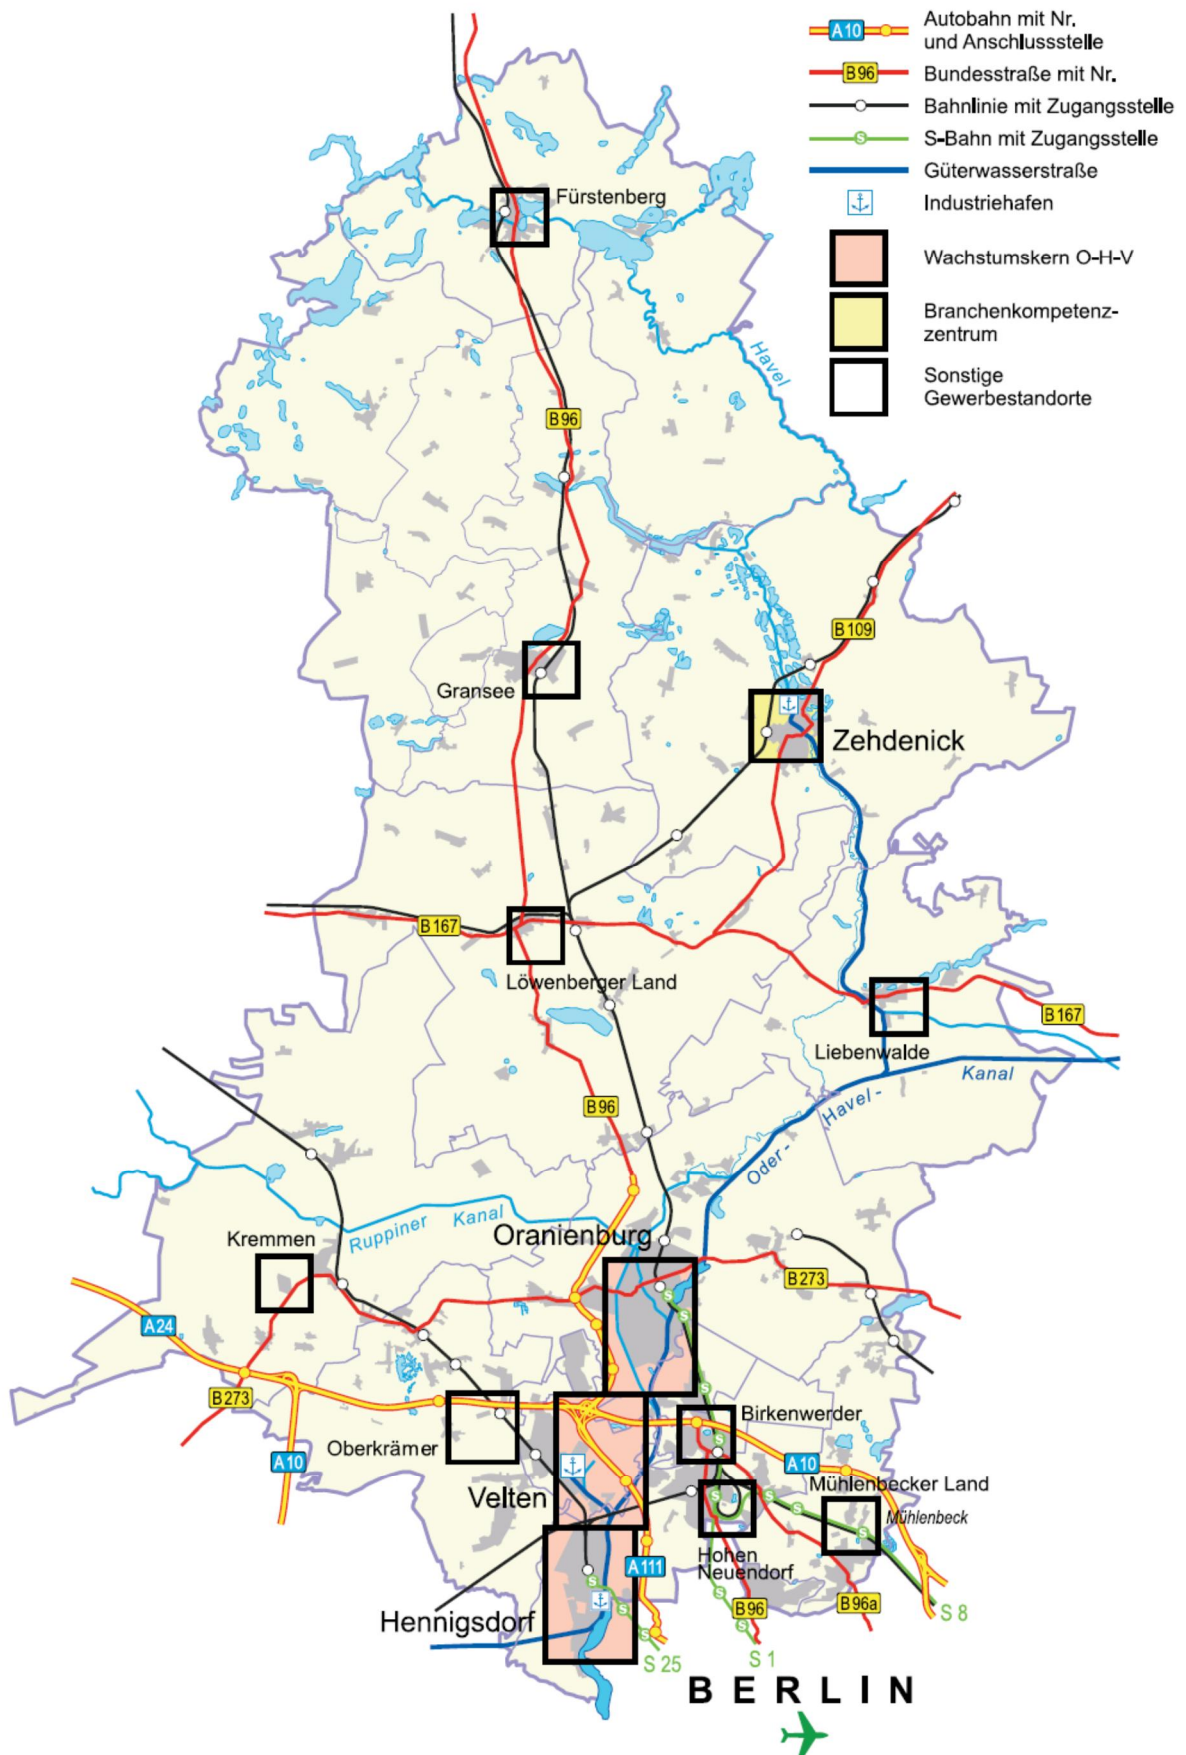 A10
Autobahn mit Nr.
und Anschlussstelle
B96
Bundesstraße mit Nr.
Bahnlinie mit Zugangsstelle
S
S-Bahn mit Zugangsstelle
Güterwasserstraße
Industriehafen
Wachstumskern O-H-V
Branchenkompetenz-
zentrum
Sonstige
Gewerbestandorte
Fürstenberg
Havel
B96
B109
Gransee
Zehdenick
B167
Löwenberger Land
B167
Liebenwalde
Kanal
Havel-
Oder-
B96
Ruppiner Kanal
Kremmen
Oranienburg
B273
A24
B273
A10
Oberkrämer
Birkenwerder
A10
Mühlenbecker Land
Mühlenbeck
Velten
Hohen
Neuendorf
A111
Hennigsdorf
B96
B96a
S 8
S 25
S 1
BERLIN